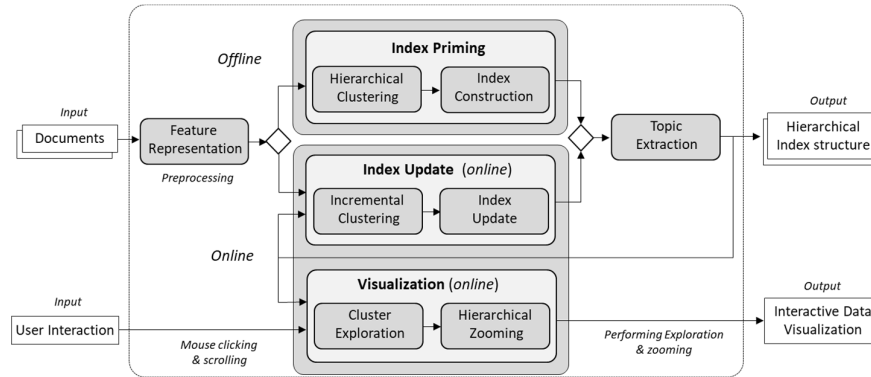 Index Priming
Offline
Hierarchical
Clustering
Index
Construction
Input
Documents
Feature
Representation
Preprocessing
Topic
Extraction
Output
Hierarchical
Index structure
Index Update (online)
Incremental
Clustering
Index
Update
Online
Visualization (online)
Cluster
Exploration
Hierarchical
Zooming
Input
User Interaction
Mouse clicking
& scrolling
Performing Exploration
& zooming
Output
Interactive Data
Visualization